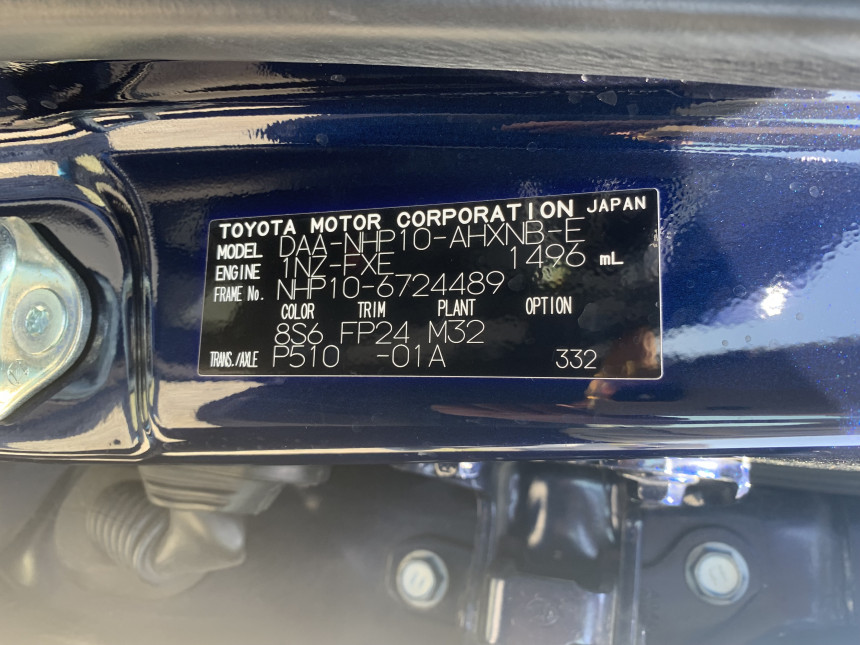 TOYOTA MOTOR CORPORATION JAPAN
MODEL DAA-NHP10-AHXNB-E
ENGINE 1NZ-FXE 1496 mL
FRAME No. NHP10-6724489
COLOR TRIM PLANT OPTION
8S6 FP24 M32
TRANS./AXLE P510 -01A 332